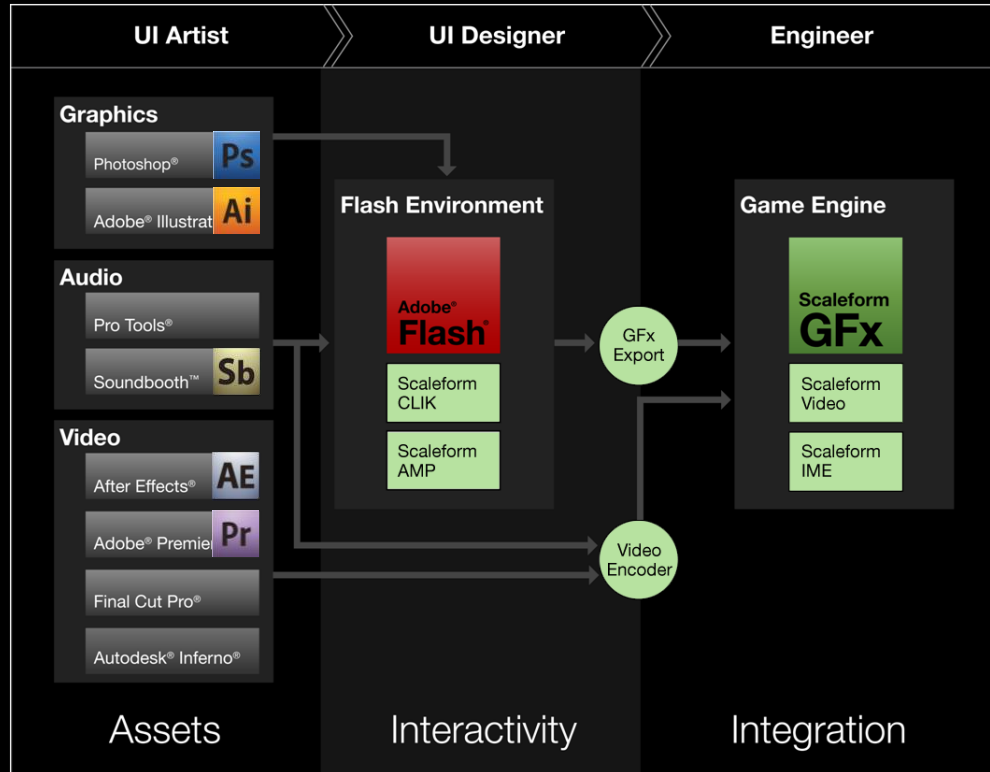 UI Artist
UI Designer
Engineer
Graphics
Photoshop®
Ps
Adobe® Illustrat
Ai
Audio
Pro Tools®
Soundbooth™
Sb
Video
After Effects®
AE
Adobe® Premie
Pr
Final Cut Pro®
Autodesk® Inferno®
Flash Environment
Adobe®
Flash®
Scaleform
CLIK
Scaleform
AMP
GFx
Export
Video
Encoder
Game Engine
Scaleform
GFx
Scaleform
Video
Scaleform
IME
Assets
Interactivity
Integration